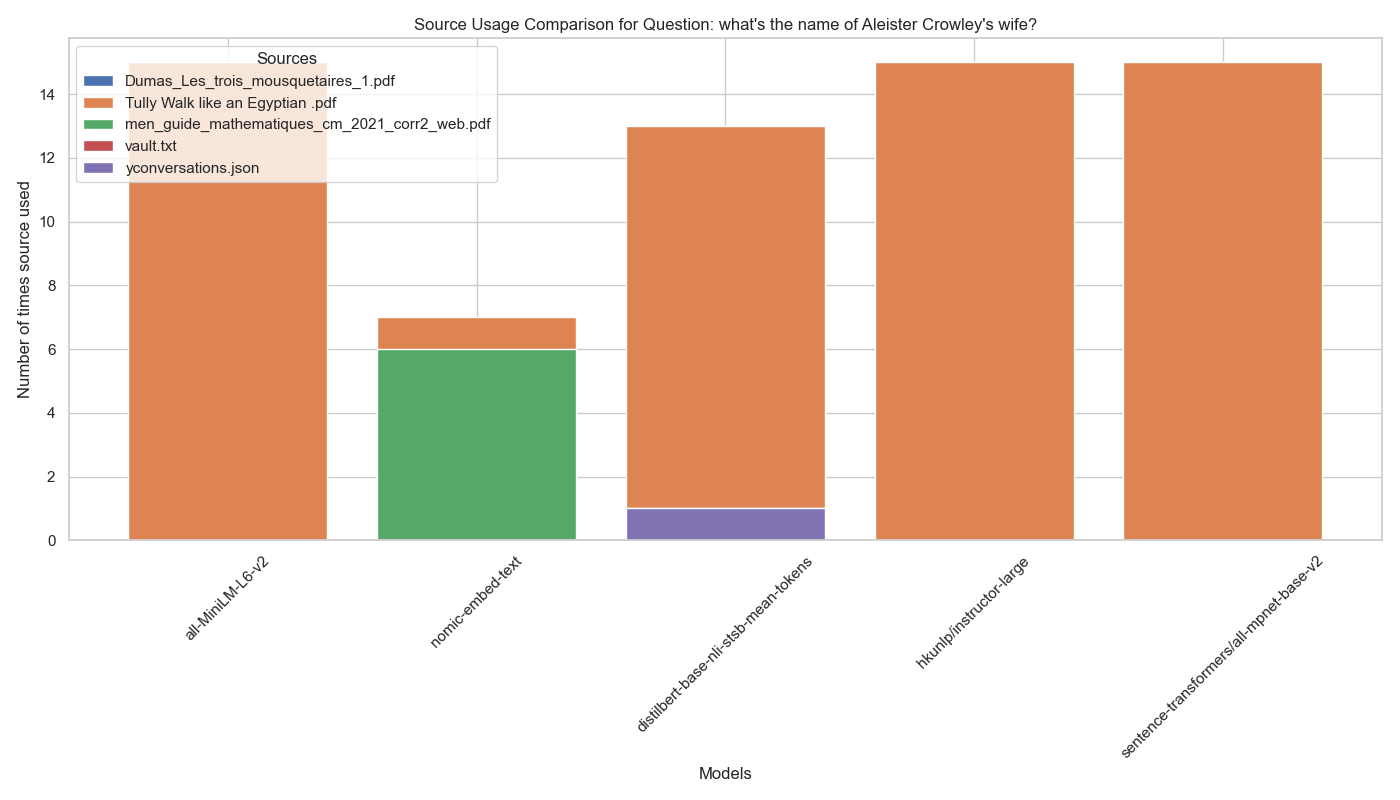 Source Usage Comparison for Question: what's the name of Aleister Crowley's wife?
Sources
Dumas_Les_trois_mousquetaires_1.pdf
Tully Walk like an Egyptian .pdf
men_guide_mathematiques_cm_2021_corr2_web.pdf
vault.txt
yconversations.json
Number of times source used
14
12
10
8
6
4
2
0
all-MiniLM-L6-v2
nomic-embed-text
distilbert-base-nli-stsb-mean-tokens
hkunlp/instructor-large
sentence-transformers/all-mpnet-base-v2
Models